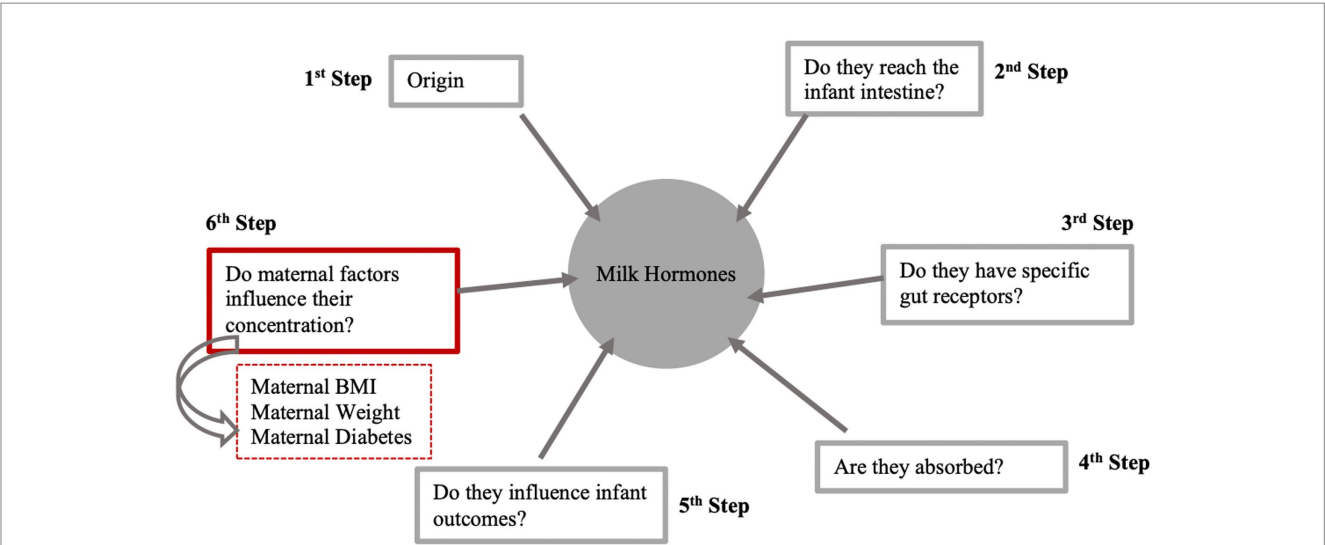 1st Step
Origin
Do they reach the
infant intestine?
2nd Step
3rd Step
Do they have specific
gut receptors?
Are they absorbed?
4th Step
Do they influence infant
outcomes?
5th Step
6th Step
Do maternal factors
influence their
concentration?
Maternal BMI
Maternal Weight
Maternal Diabetes
Milk Hormones